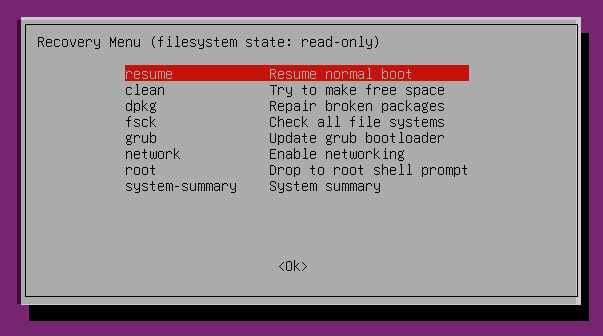 Recovery Menu (filesystem state: read-only)
resume Resume normal boot
clean Try to make free space
dpkg Repair broken packages
fsck Check all file systems
grub Update grub bootloader
network Enable networking
root Drop to root shell prompt
system-summary System summary
<Ok>